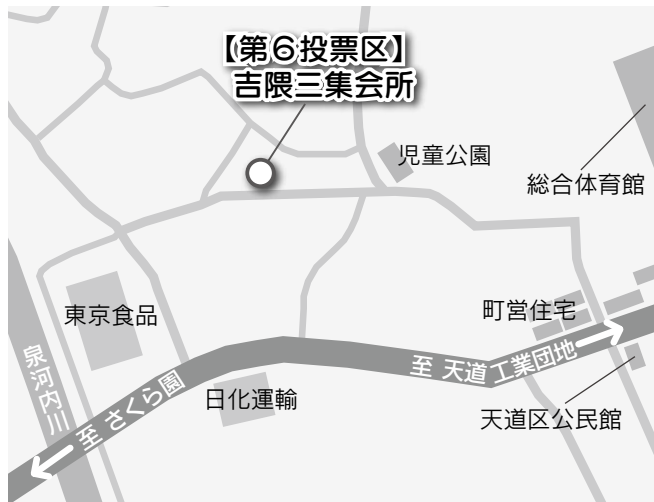 【第6投票区】
吉隈三集会所
児童公園
総合体育館
東京食品
町営住宅
泉河内川
至 さくら園
日化運輸
至 天道工業団地
天道区公民館